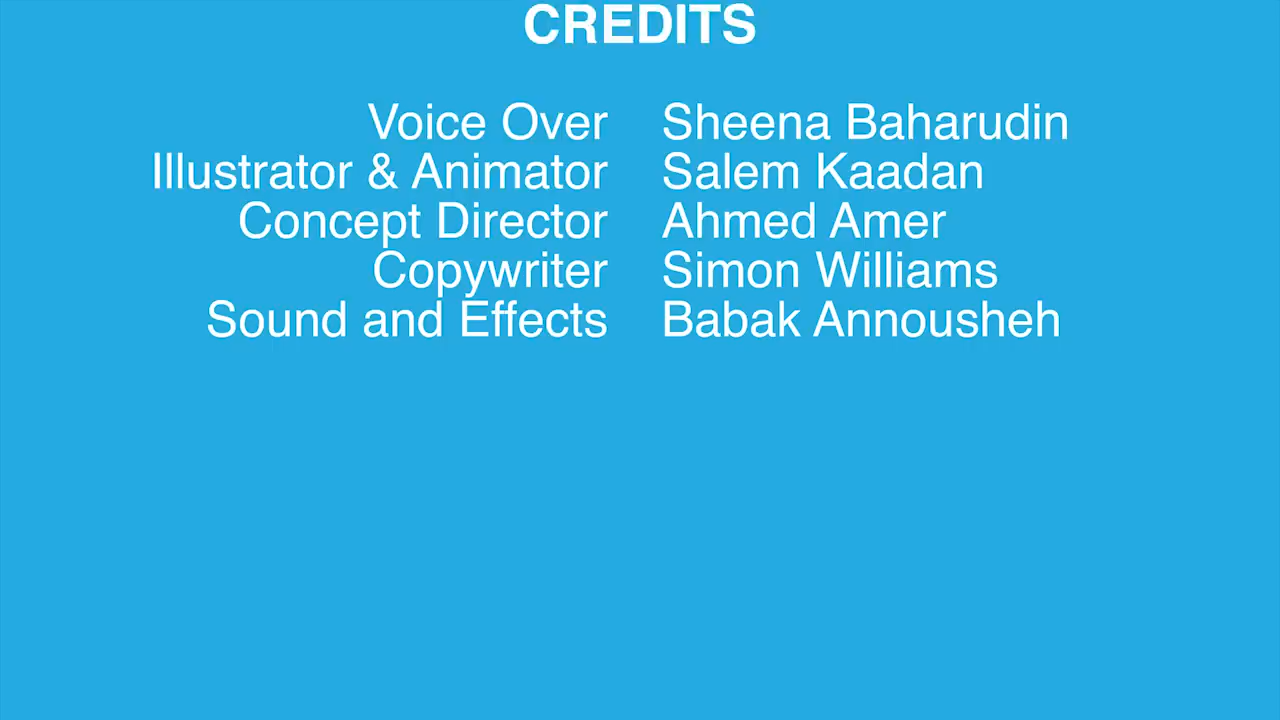 CREDITS
Voice Over Sheena Baharudin
Illustrator & Animator Salem Kaadan
Concept Director Ahmed Amer
Copywriter Simon Williams
Sound and Effects Babak Annousheh